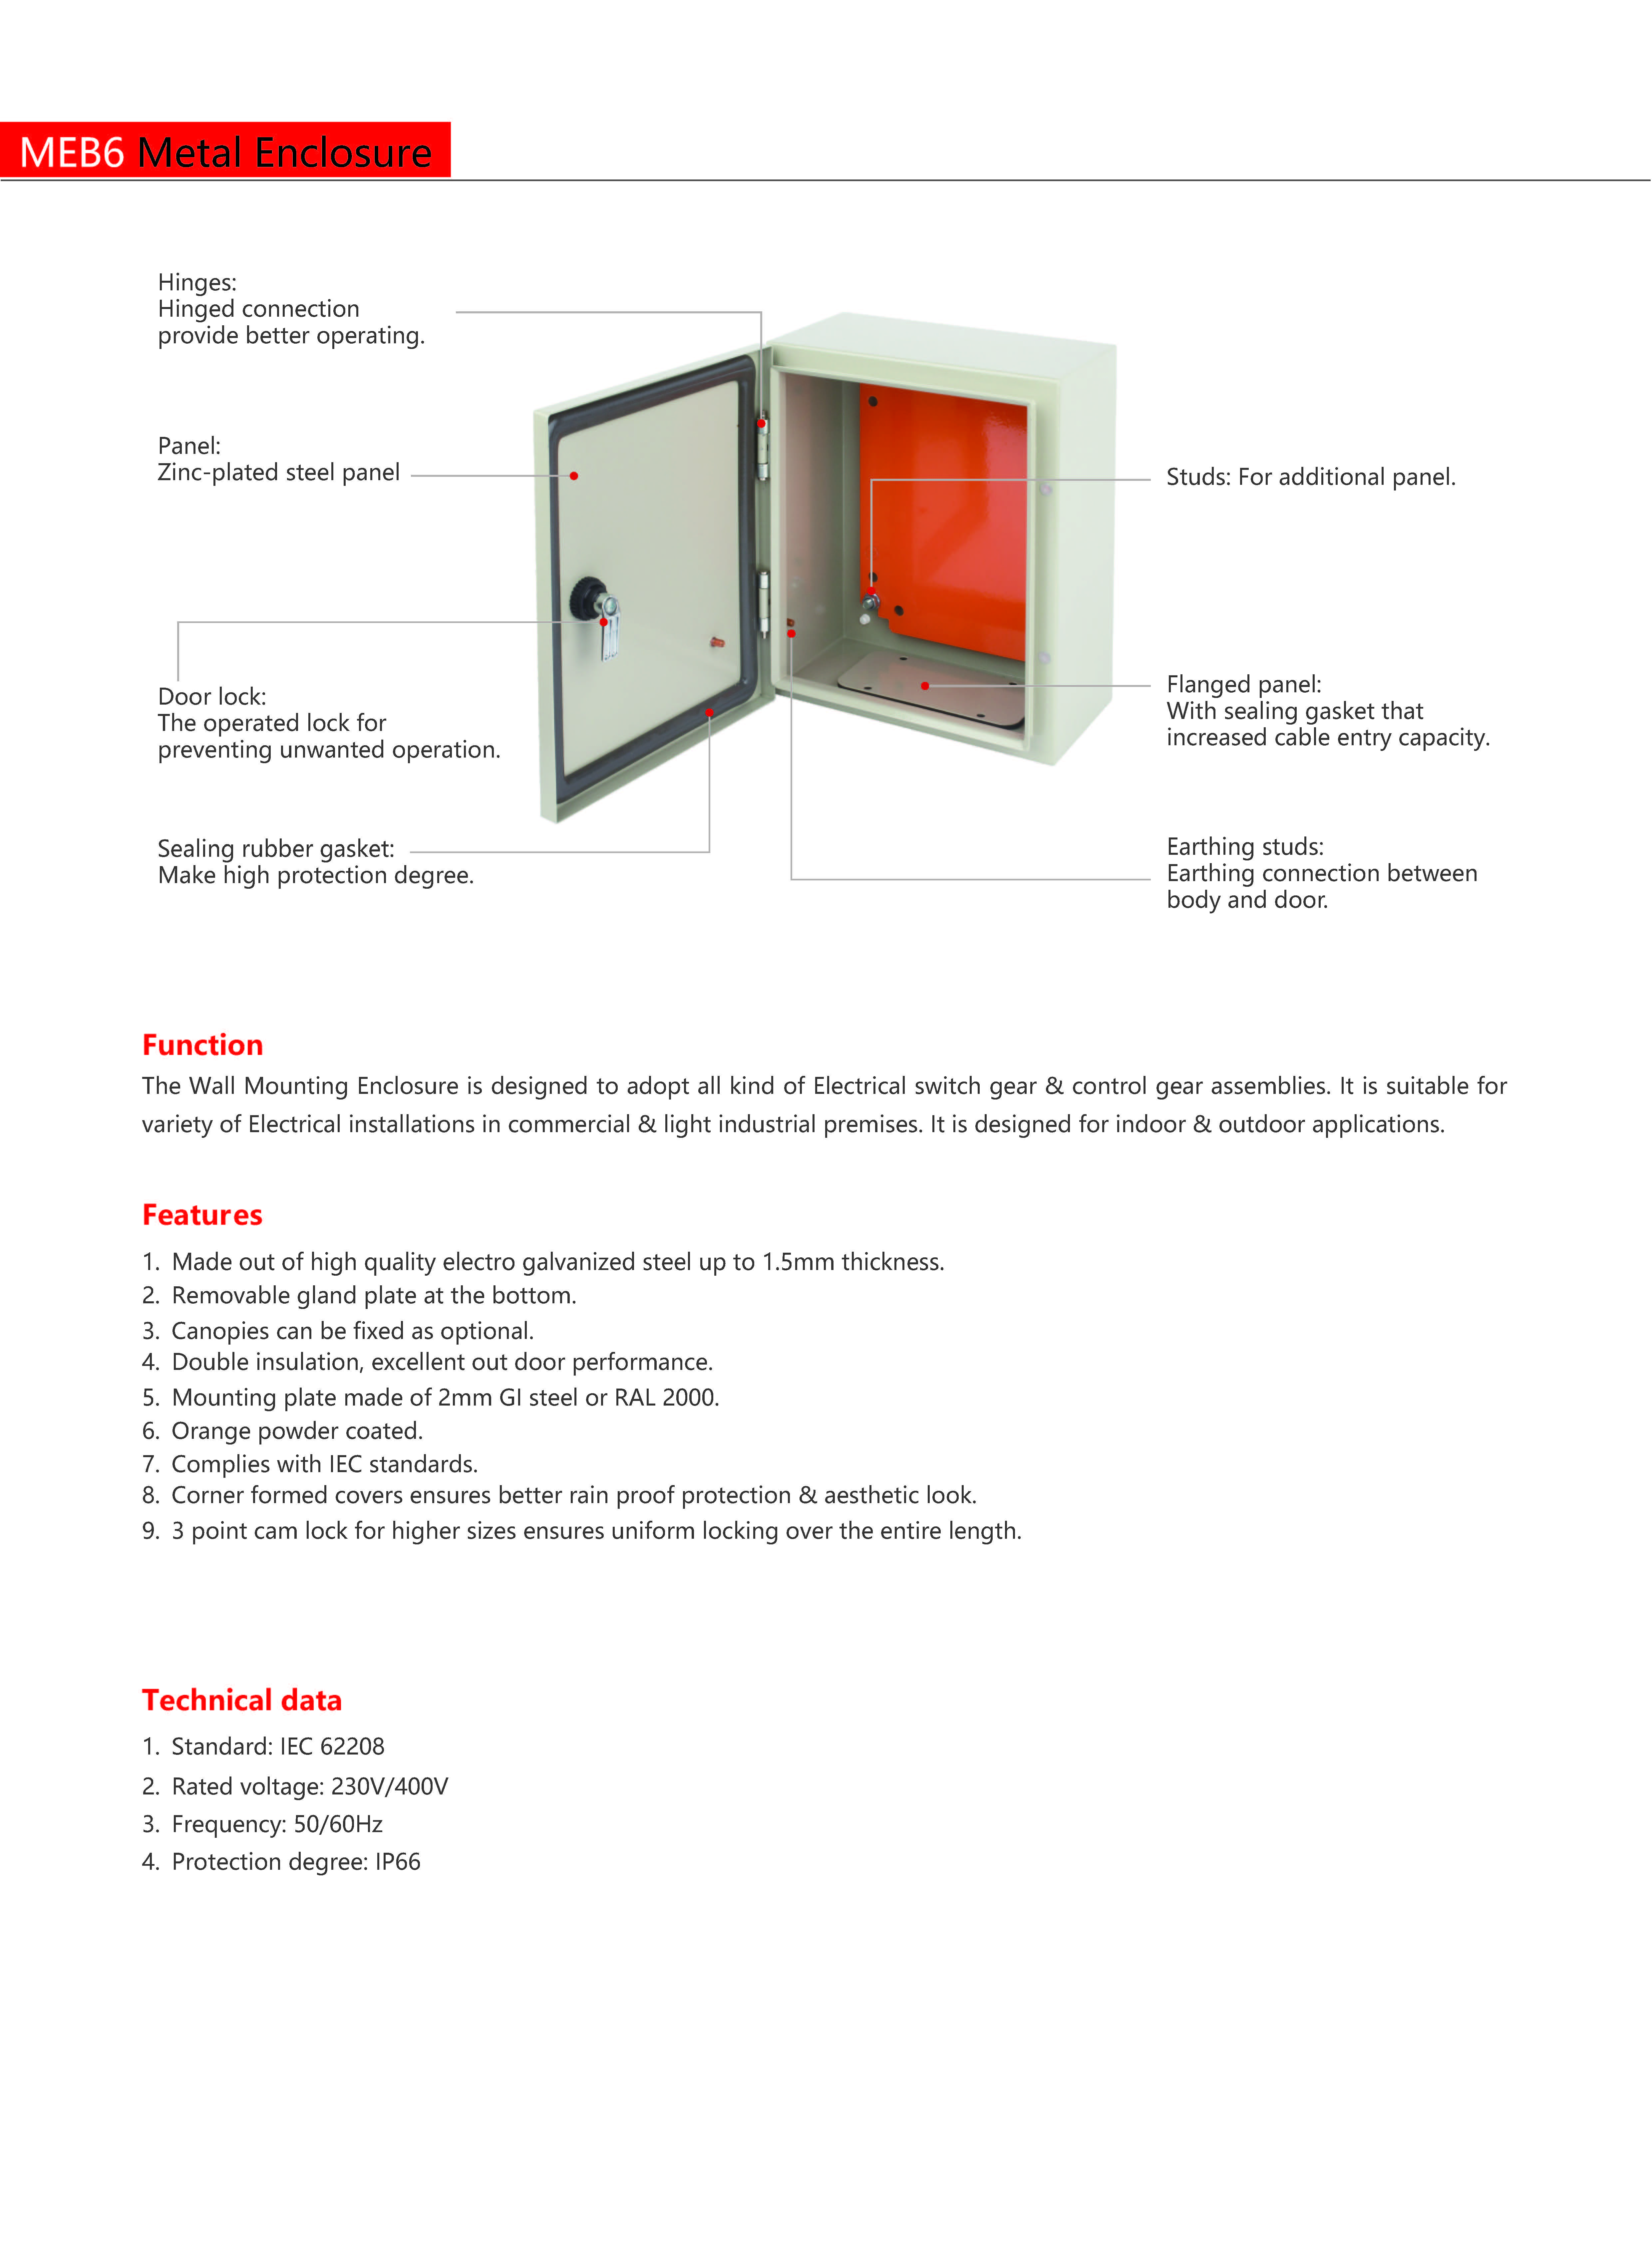 MEB6 Metal Enclosure
Hinges:
Hinged connection
provide better operating.
Panel:
Zinc-plated steel panel
Studs: For additional panel.
Door lock:
The operated lock for
preventing unwanted operation.
Flanged panel:
With sealing gasket that
increased cable entry capacity.
Sealing rubber gasket:
Make high protection degree.
Earthing studs:
Earthing connection between
body and door.
Function
The Wall Mounting Enclosure is designed to adopt all kind of Electrical switch gear & control gear assemblies. It is suitable for
variety of Electrical installations in commercial & light industrial premises. It is designed for indoor & outdoor applications.
Features
1. Made out of high quality electro galvanized steel up to 1.5mm thickness.
2. Removable gland plate at the bottom.
3. Canopies can be fixed as optional.
4. Double insulation, excellent out door performance.
5. Mounting plate made of 2mm GI steel or RAL 2000.
6. Orange powder coated.
7. Complies with IEC standards.
8. Corner formed covers ensures better rain proof protection & aesthetic look.
9. 3 point cam lock for higher sizes ensures uniform locking over the entire length.
Technical data
1. Standard: IEC 62208
2. Rated voltage: 230V/400V
3. Frequency: 50/60Hz
4. Protection degree: IP66